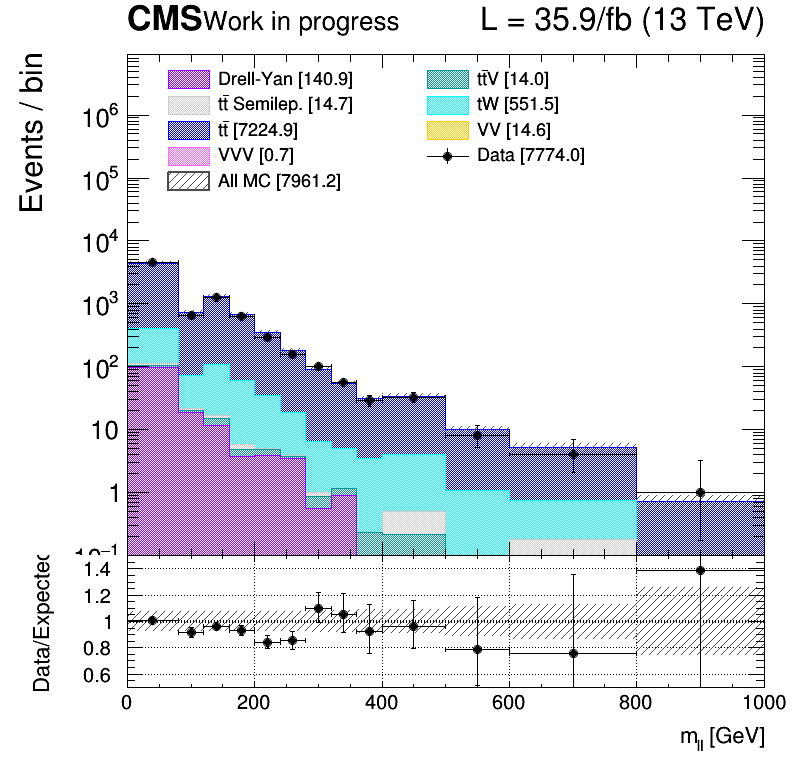 CMS Work in progress L = 35.9/fb (13 TeV)
Events / bin
Drell-Yan [140.9]
tt̄ Semilep. [14.7]
tt̄ [7224.9]
VVV [0.7]
All MC [7961.2]
tt̄V [14.0]
tW [551.5]
VV [14.6]
Data [7774.0]
10⁶
10⁵
10⁴
10³
10²
10
1
10⁻¹
Data/Expected
1.4
1.2
1
0.8
0.6
0 200 400 600 800 1000
m_ll [GeV]